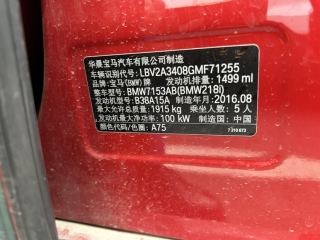 华晨宝马汽车有限公司制造
车辆识别代号:LBV2A3408GMF71255
品牌:宝马(BMW)牌 发动机排量:1499 ml
车辆型号:BMW7153AB(BMW218i)
发动机型号:B38A15A 制造年月:2016.08
最大允许总质量:1915 kg 乘坐人数:5人
发动机最大净功率:100 kW 制造国:中国
颜色代码/色圈:A75
7310873